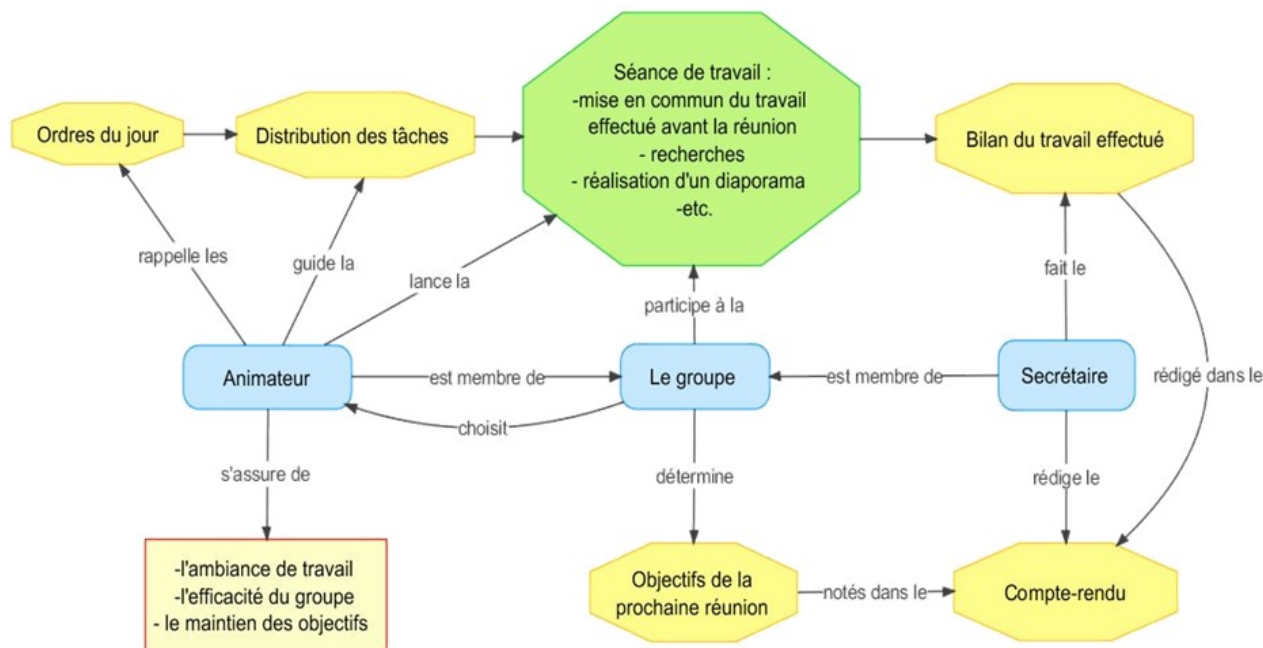 Séance de travail :
-mise en commun du travail
effectué avant la réunion
- recherches
- réalisation d'un diaporama
-etc.
Ordres du jour
Distribution des tâches
Bilan du travail effectué
rappelle les
guide la
lance la
participe à la
fait le
Animateur
est membre de
Le groupe
est membre de
Secrétaire
rédigé dans le
choisit
s'assure de
détermine
rédige le
-l'ambiance de travail
-l'efficacité du groupe
- le maintien des objectifs
Objectifs de la
prochaine réunion
notés dans le
Compte-rendu